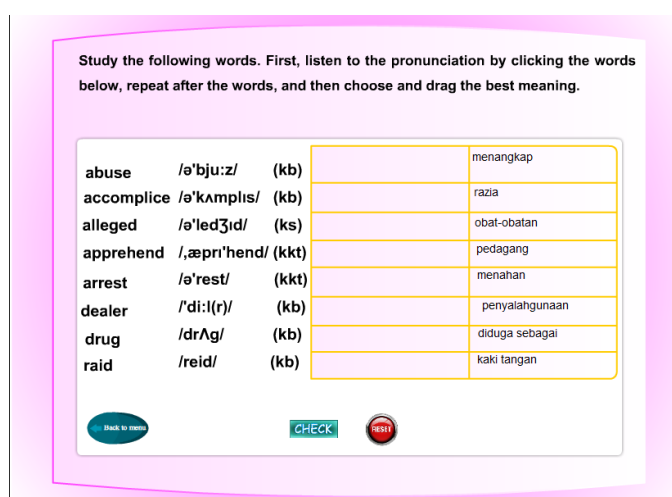 Study the following words. First, listen to the pronunciation by clicking the words
below, repeat after the words, and then choose and drag the best meaning.
abuse /ə'bju:z/ (kb) menangkap
accomplice /ə'kʌmplɪs/ (kb) razia
alleged /ə'ledʒɪd/ (ks) obat-obatan
apprehend /,æprɪ'hend/ (kkt) pedagang
arrest /ə'rest/ (kkt) menahan
dealer /'di:l(r)/ (kb) penyalahgunaan
drug /drʌg/ (kb) diduga sebagai
raid /reid/ (kb) kaki tangan
Back to menu CHECK RESET